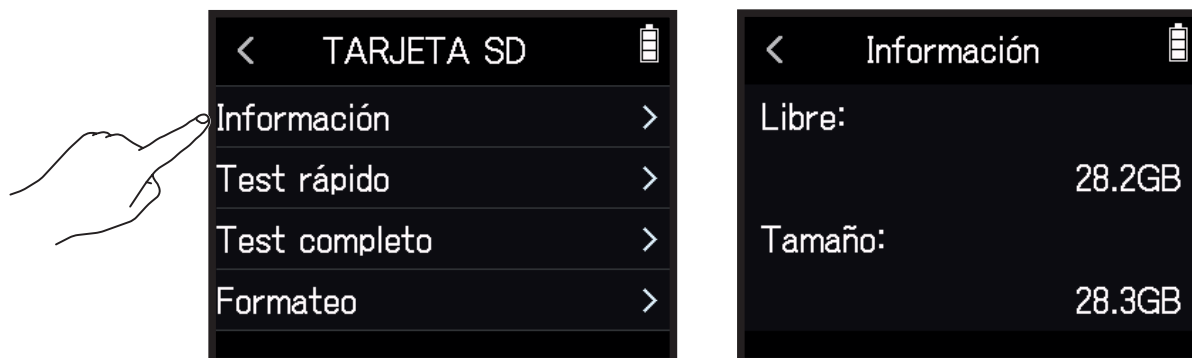 TARJETA SD
Información
Test rápido
Test completo
Formateo
Información
Libre:
28.2GB
Tamaño:
28.3GB